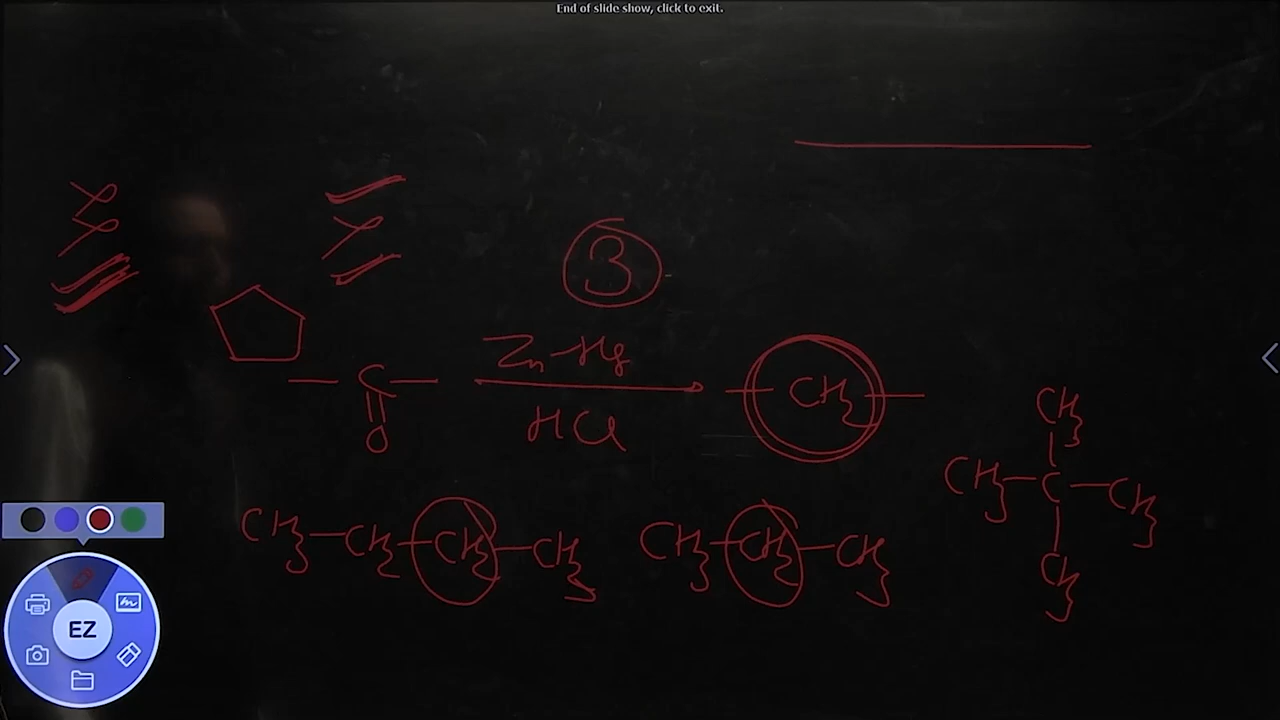 End of slide show, click to exit.
3
Zn-Hg
— C — → — CH2 —
|| HCl
O
CH3
CH3 — C — CH3
CH3
CH3 — CH2 — CH2 — CH3
CH3 — CH2 — CH3
EZ